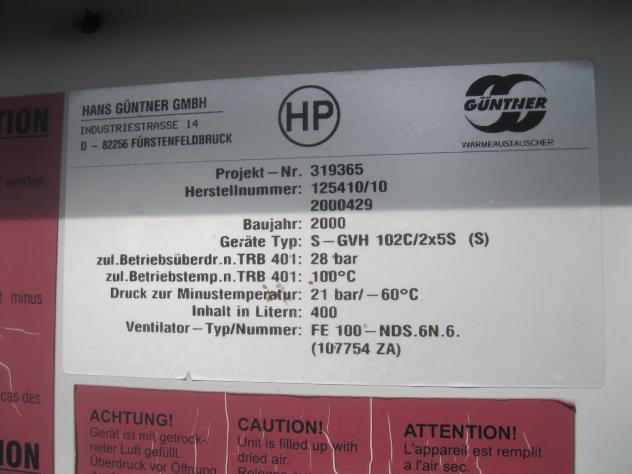 HANS GÜNTNER GMBH
INDUSTRIESTRASSE 14
D - 82256 FÜRSTENFELDBRUCK
HP
GÜNTNER
WÄRMEAUSTAUSCHER
Projekt-Nr. 319365
Herstellnummer: 125410/10
2000429
Baujahr: 2000
Geräte Typ: S-GVH 102C/2x5S (S)
zul.Betriebsüberdr.n.TRB 401: 28 bar
zul.Betriebstemp.n.TRB 401: 100°C
Druck zur Minustemperatur: 21 bar/-60°C
Inhalt in Litern: 400
Ventilator-Typ/Nummer: FE 100-NDS.6N.6.
(107754 ZA)
TION
werden.
minus
cas des
ION
ACHTUNG!
Gerät ist mit getrock-
neter Luft gefüllt.
Überdruck vor Öffnung
CAUTION!
Unit is filled up with
dried air.
ATTENTION!
L'appareil est remplit
a l'air sec.